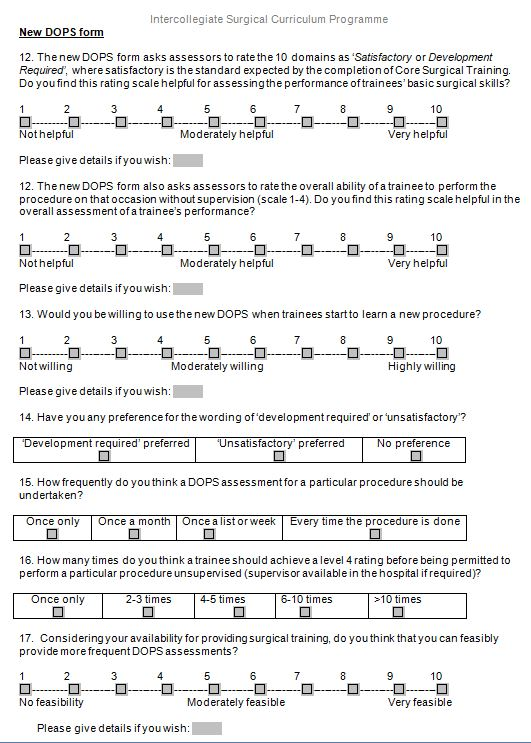 Intercollegiate Surgical Curriculum Programme
New DOPS form
12. The new DOPS form asks assessors to rate the 10 domains as ‘Satisfactory or Development
Required’, where satisfactory is the standard expected by the completion of Core Surgical Training.
Do you find this rating scale helpful for assessing the performance of trainees’ basic surgical skills?
1 2 3 4 5 6 7 8 9 10
Not helpful Moderately helpful Very helpful
Please give details if you wish:
12. The new DOPS form also asks assessors to rate the overall ability of a trainee to perform the
procedure on that occasion without supervision (scale 1-4). Do you find this rating scale helpful in the
overall assessment of a trainee’s performance?
1 2 3 4 5 6 7 8 9 10
Not helpful Moderately helpful Very helpful
Please give details if you wish:
13. Would you be willing to use the new DOPS when trainees start to learn a new procedure?
1 2 3 4 5 6 7 8 9 10
Not willing Moderately willing Highly willing
Please give details if you wish:
14. Have you any preference for the wording of ‘development required’ or ‘unsatisfactory’?
‘Development required’ preferred ‘Unsatisfactory’ preferred No preference
15. How frequently do you think a DOPS assessment for a particular procedure should be
undertaken?
Once only Once a month Once a list or week Every time the procedure is done
16. How many times do you think a trainee should achieve a level 4 rating before being permitted to
perform a particular procedure unsupervised (supervisor available in the hospital if required)?
Once only 2-3 times 4-5 times 6-10 times >10 times
17. Considering your availability for providing surgical training, do you think that you can feasibly
provide more frequent DOPS assessments?
1 2 3 4 5 6 7 8 9 10
No feasibility Moderately feasible Very feasible
Please give details if you wish: